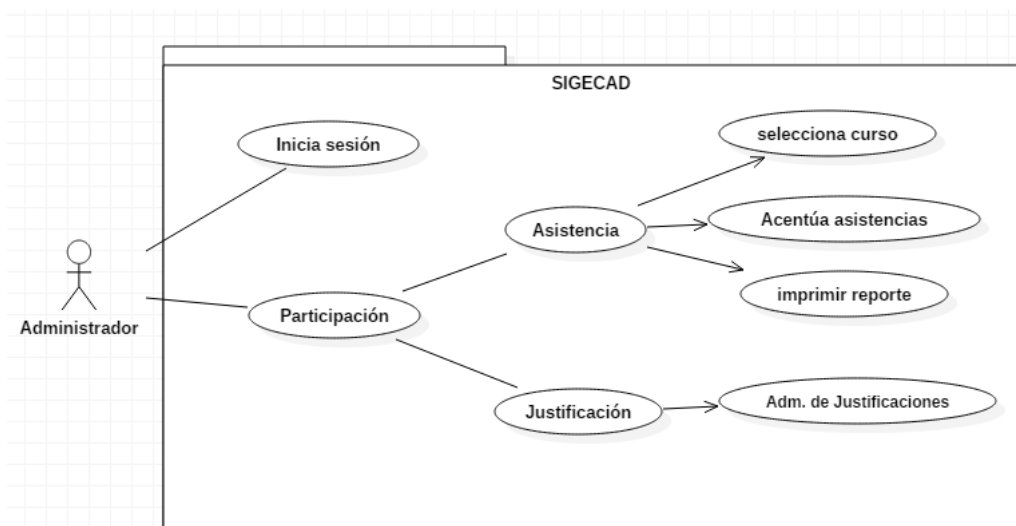 SIGECAD
Inicia sesión
selecciona curso
Asistencia
Acentúa asistencias
imprimir reporte
Administrador
Participación
Justificación
Adm. de Justificaciones